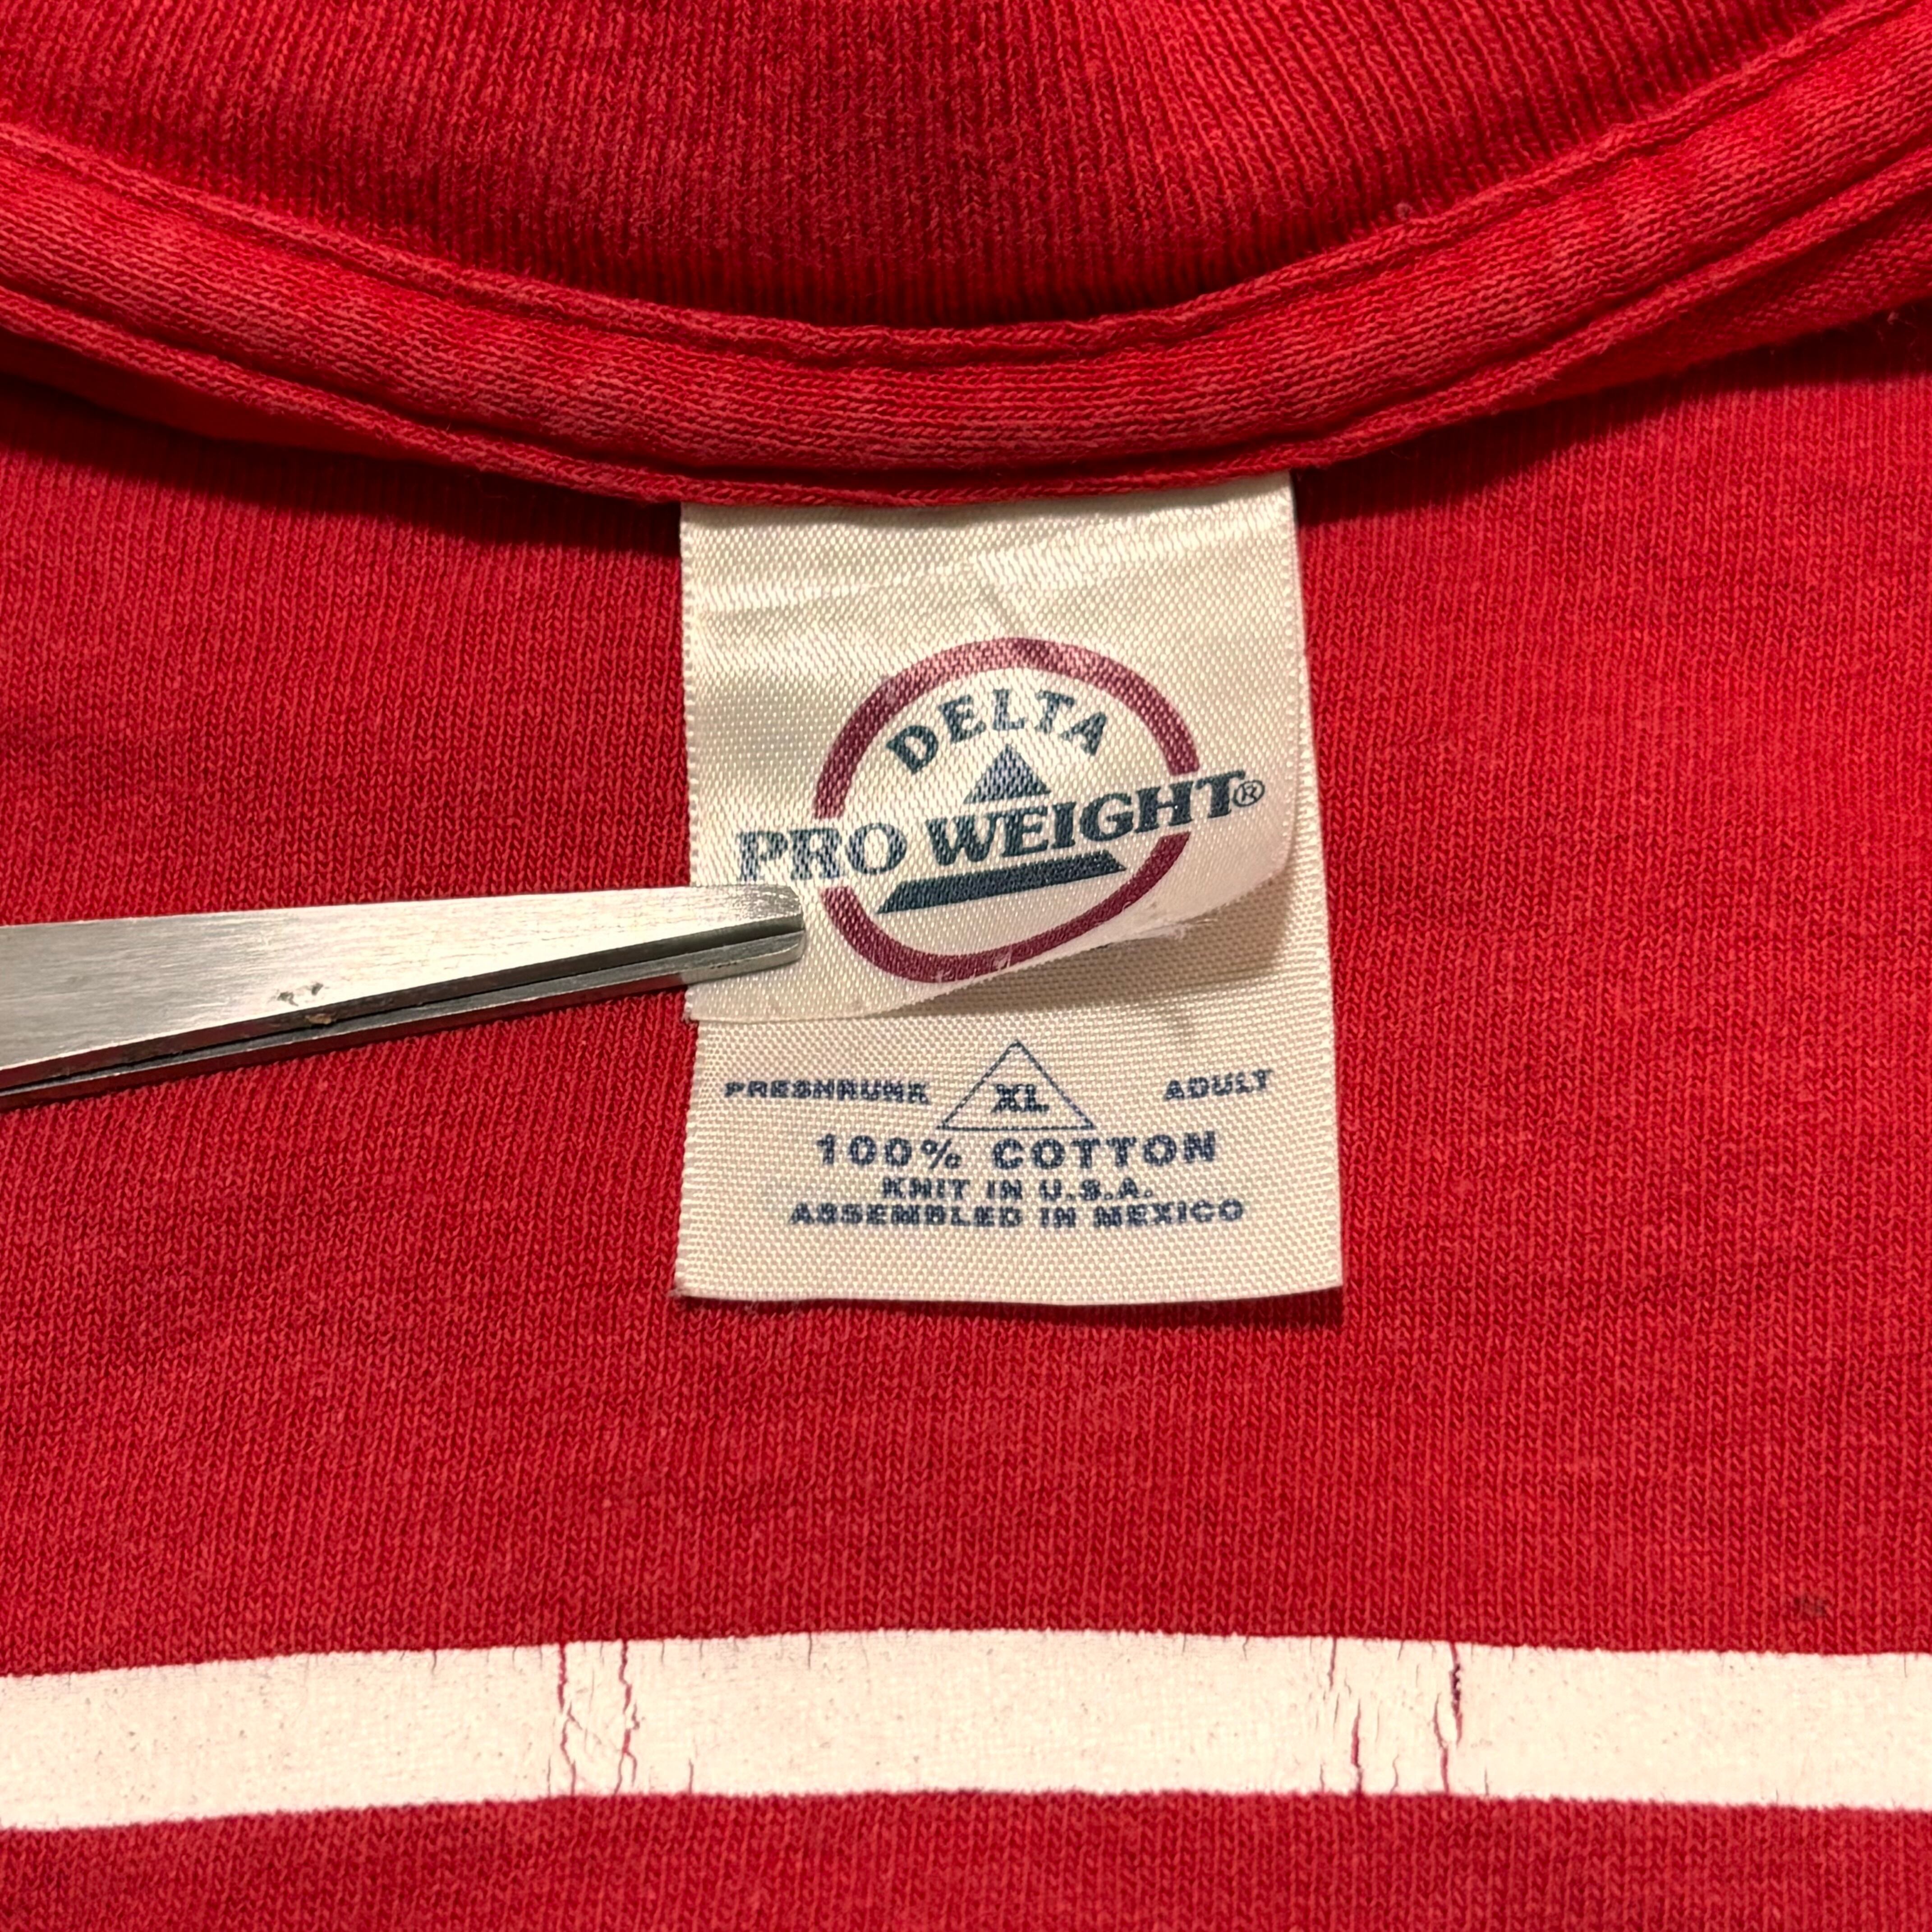 DELTA
PRO WEIGHT®
PRESHRUNK XL ADULT
100% COTTON
KNIT IN U.S.A.
ASSEMBLED IN MEXICO